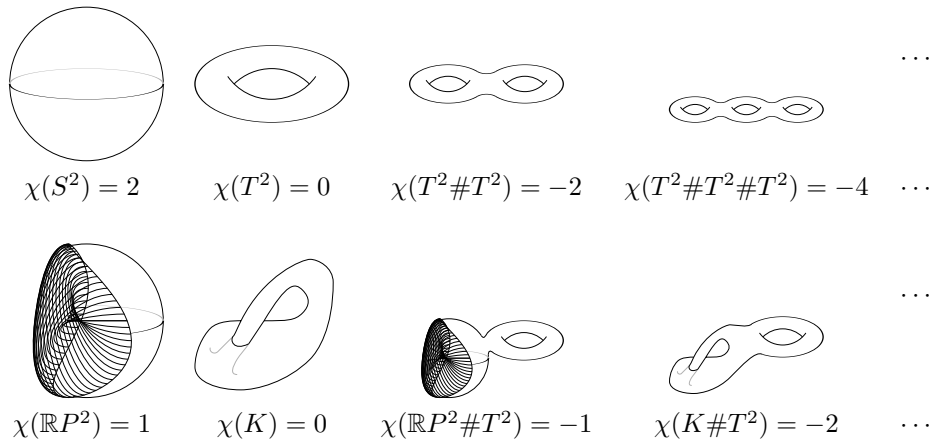 ⋯
χ(S²) = 2 χ(T²) = 0 χ(T²#T²) = −2 χ(T²#T²#T²) = −4 ⋯
⋯
χ(ℝP²) = 1 χ(K) = 0 χ(ℝP²#T²) = −1 χ(K#T²) = −2 ⋯